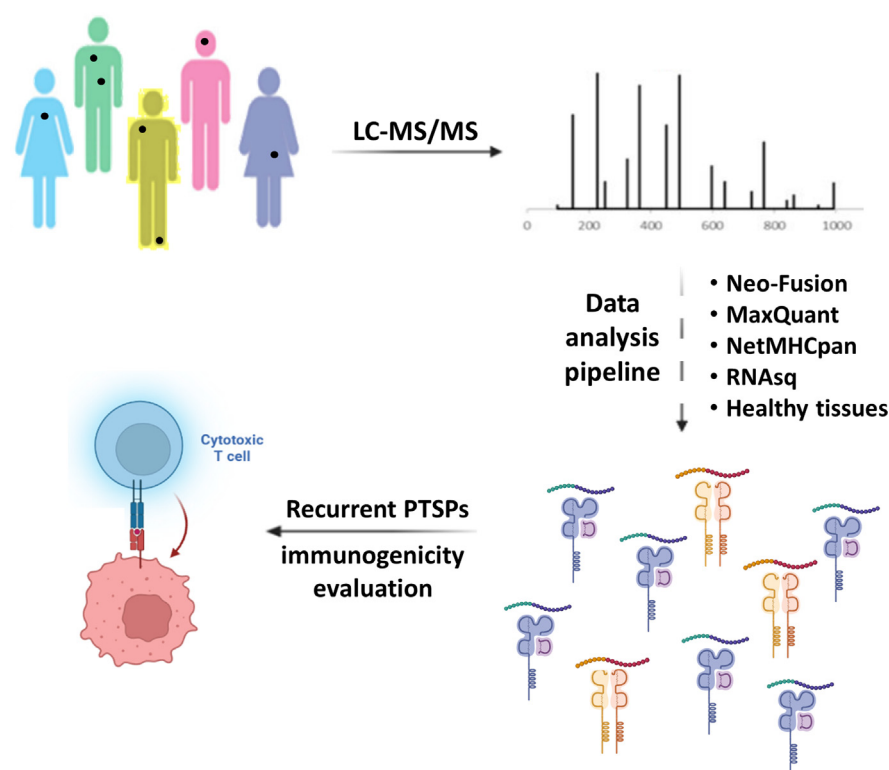 LC-MS/MS
0 200 400 600 800 1000
Data
analysis
pipeline
• Neo-Fusion
• MaxQuant
• NetMHCpan
• RNAsq
• Healthy tissues
Cytotoxic
T cell
Recurrent PTSPs
immunogenicity
evaluation